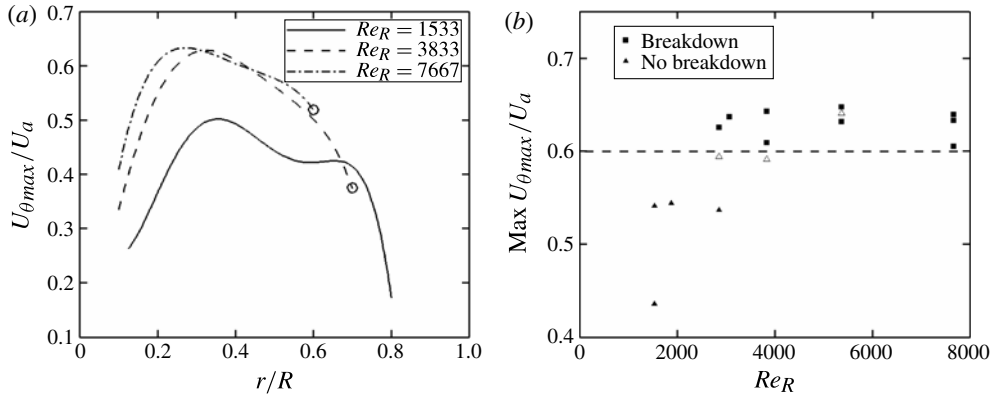 (a)
0.7
0.6
0.5
0.4
0.3
0.2
0.1
U_θmax/U_a
Re_R = 1533
Re_R = 3833
Re_R = 7667
0 0.2 0.4 0.6 0.8 1.0
r/R
(b)
0.7
0.6
0.5
0.4
Max U_θmax/U_a
Breakdown
No breakdown
0 2000 4000 6000 8000
Re_R